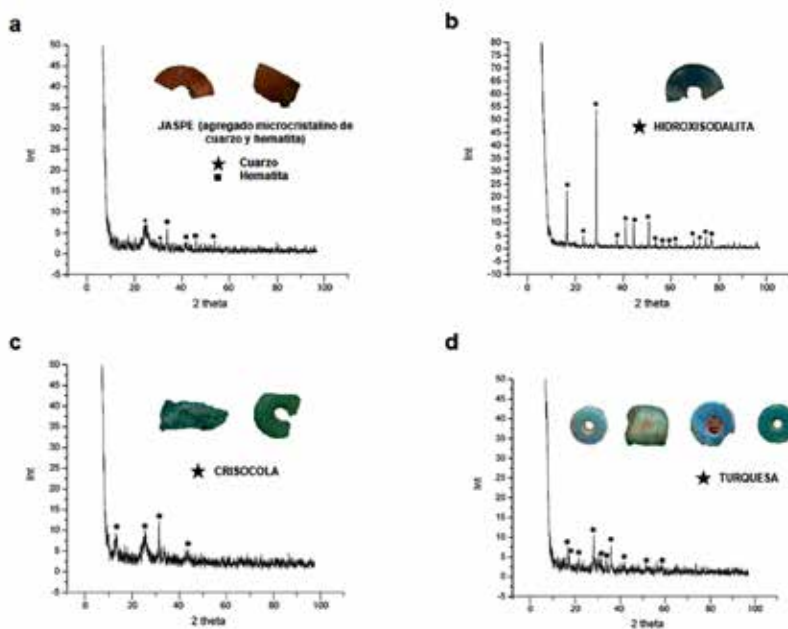 a
50
45
40
35
30
25
20
15
10
5
0
-5
Int
JASPE (agregado microcristalino de
cuarzo y hematita)
★ Cuarzo
■ Hematita
0 20 40 60 80 100
2 theta
b
80
75
70
65
60
55
50
45
40
35
30
25
20
15
10
5
0
-5
-10
Int
★ HIDROXISODALITA
0 20 40 60 80 100
2 theta
c
50
45
40
35
30
25
20
15
10
5
0
-5
Int
★ CRISOCOLA
0 20 40 60 80 100
2 theta
d
50
45
40
35
30
25
20
15
10
5
0
-5
Int
★ TURQUESA
0 20 40 60 80 100
2 theta